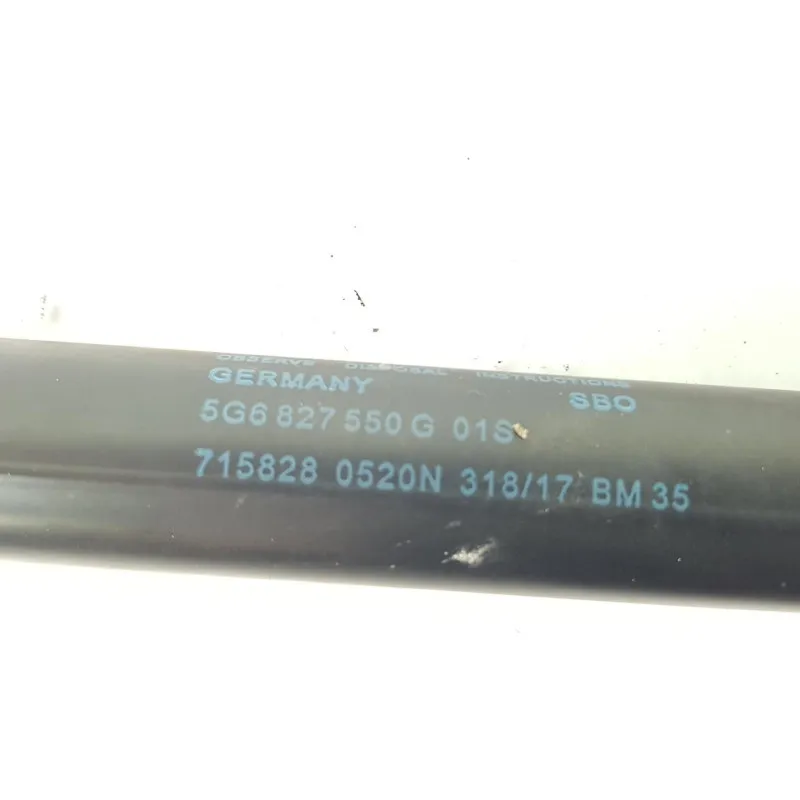 OBSERVE DISPOSAL INSTRUCTIONS
GERMANY SBO
5G6 827 550 G 01S
715828 0520N 318/17 BM 35